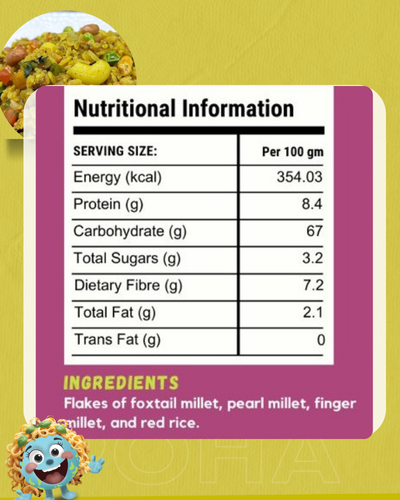 Nutritional Information
SERVING SIZE: Per 100 gm
Energy (kcal) 354.03
Protein (g) 8.4
Carbohydrate (g) 67
Total Sugars (g) 3.2
Dietary Fibre (g) 7.2
Total Fat (g) 2.1
Trans Fat (g) 0
INGREDIENTS
Flakes of foxtail millet, pearl millet, finger
millet, and red rice.
OHA